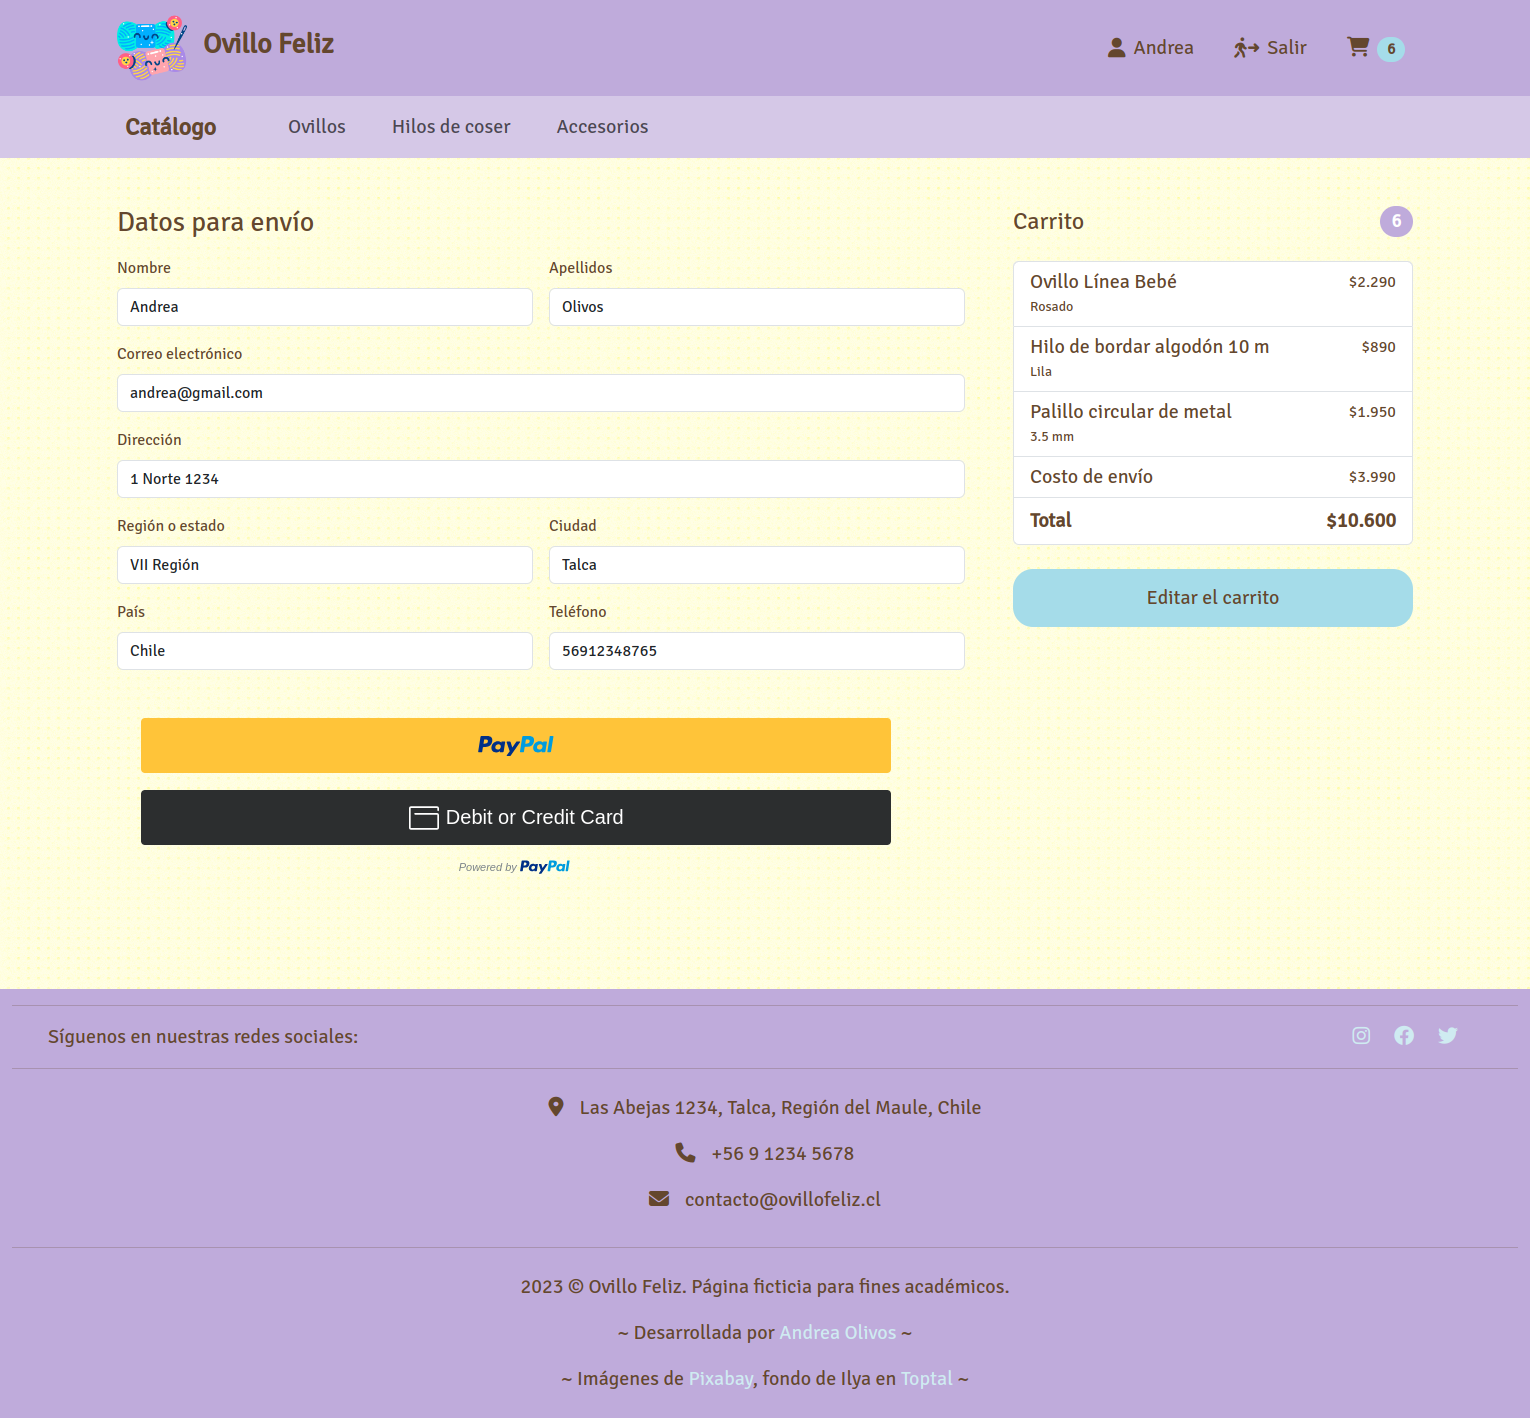 Ovillo Feliz
Andrea
Salir
6
Catálogo
Ovillos
Hilos de coser
Accesorios
Datos para envío
Nombre
Apellidos
Andrea
Olivos
Correo electrónico
andrea@gmail.com
Dirección
1 Norte 1234
Región o estado
Ciudad
VII Región
Talca
País
Teléfono
Chile
56912348765
PayPal
Debit or Credit Card
Powered by PayPal
Carrito
6
Ovillo Línea Bebé
$2.290
Rosado
Hilo de bordar algodón 10 m
$890
Lila
Palillo circular de metal
$1.950
3.5 mm
Costo de envío
$3.990
Total
$10.600
Editar el carrito
Síguenos en nuestras redes sociales:
Las Abejas 1234, Talca, Región del Maule, Chile
+56 9 1234 5678
contacto@ovillofeliz.cl
2023 © Ovillo Feliz. Página ficticia para fines académicos.
~ Desarrollada por Andrea Olivos ~
~ Imágenes de Pixabay, fondo de Ilya en Toptal ~